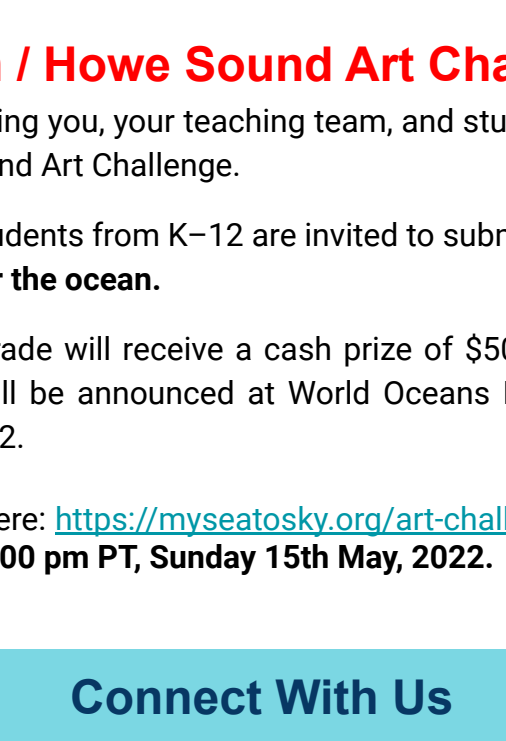 / Howe Sound Art Cha
ing you, your teaching team, and stu
nd Art Challenge.
udents from K–12 are invited to subm
r the ocean.
ade will receive a cash prize of $50
ll be announced at World Oceans
2.
ere: https://myseatosky.org/art-chall
00 pm PT, Sunday 15th May, 2022.
Connect With Us